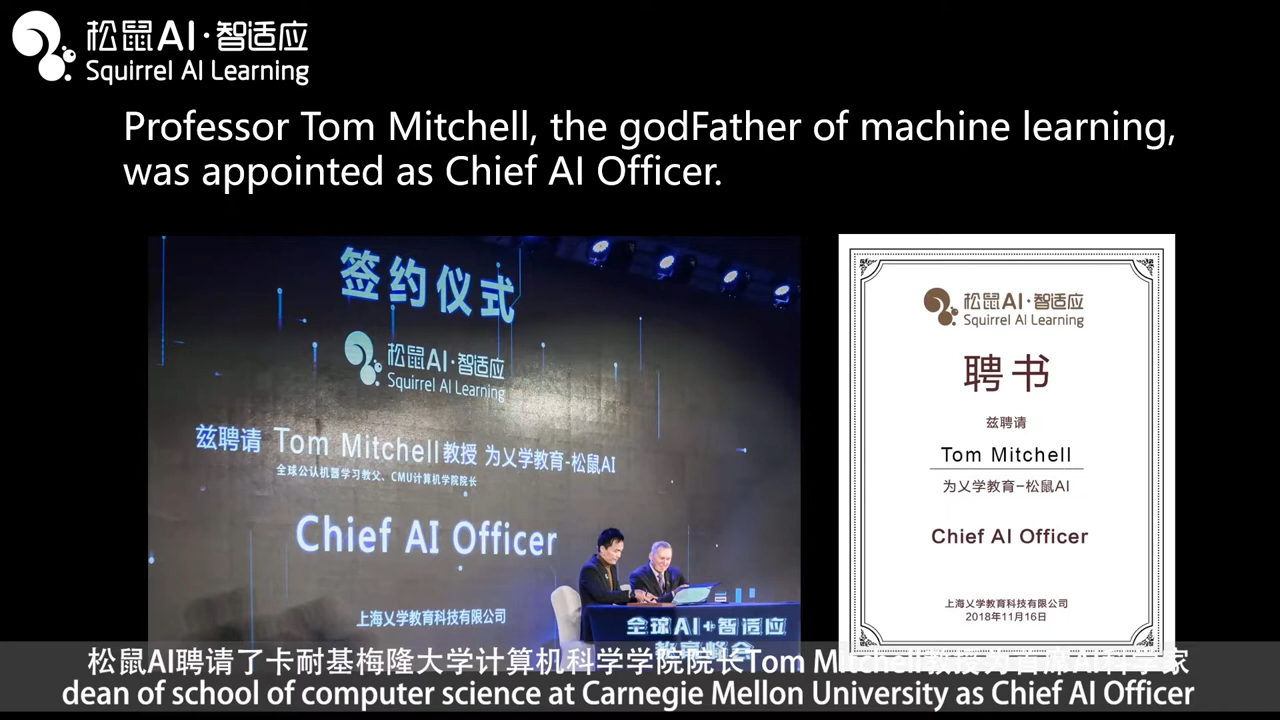 松鼠AI·智适应
Squirrel AI Learning
Professor Tom Mitchell, the godFather of machine learning,
was appointed as Chief AI Officer.
签约仪式
松鼠AI·智适应
Squirrel AI Learning
兹聘请 Tom Mitchell教授 为乂学教育-松鼠AI
全球公认机器学习教父、CMU计算机学院院长
Chief AI Officer
上海乂学教育科技有限公司
全球AI+智适应
教育峰会
松鼠AI·智适应
Squirrel AI Learning
聘书
兹聘请
Tom Mitchell
为乂学教育-松鼠AI
Chief AI Officer
上海乂学教育科技有限公司
2018年11月16日
松鼠AI聘请了卡耐基梅隆大学计算机科学学院院长Tom Mitchell教授为首席AI科学家
dean of school of computer science at Carnegie Mellon University as Chief AI Officer